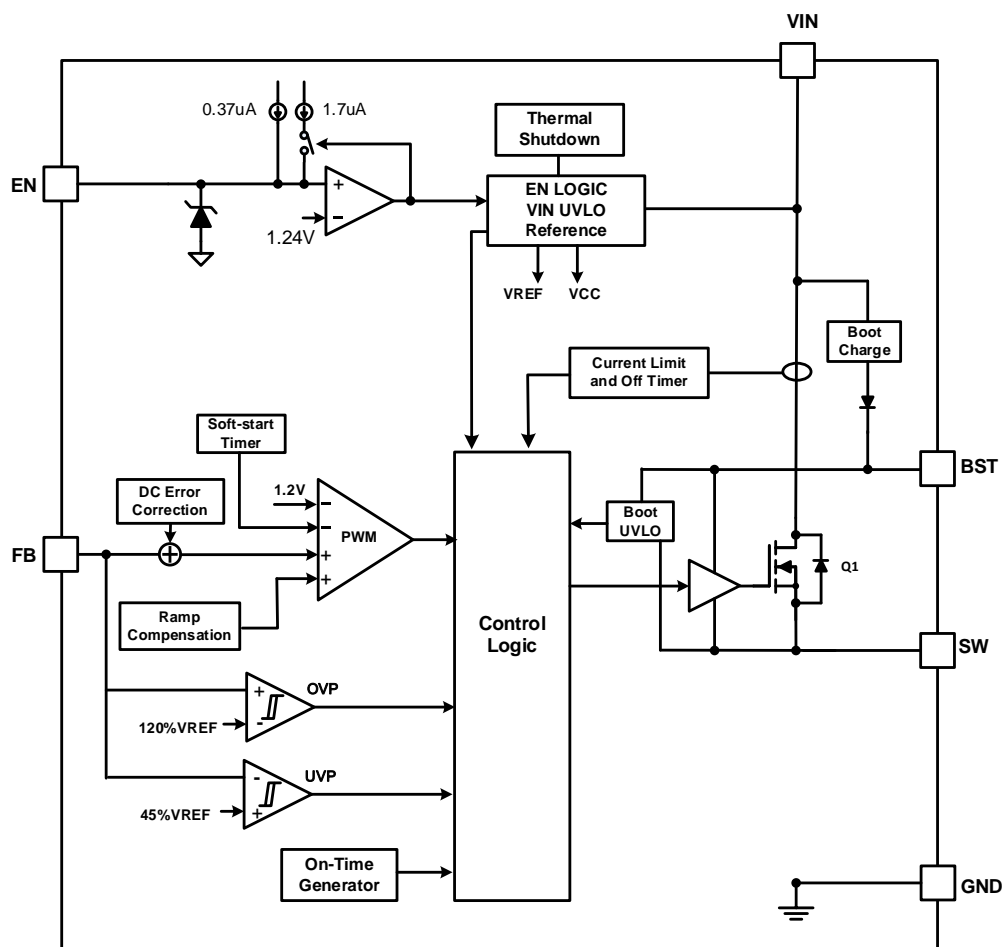 VIN
0.37uA
1.7uA
Thermal
Shutdown
EN
+
−
1.24V
EN LOGIC
VIN UVLO
Reference
VREF
VCC
Boot
Charge
Current Limit
and Off Timer
Soft-start
Timer
BST
1.2V
−
−
+
+
PWM
DC Error
Correction
Boot
UVLO
FB
Q1
Ramp
Compensation
Control
Logic
SW
OVP
+
-
120%VREF
UVP
-
+
45%VREF
On-Time
Generator
GND